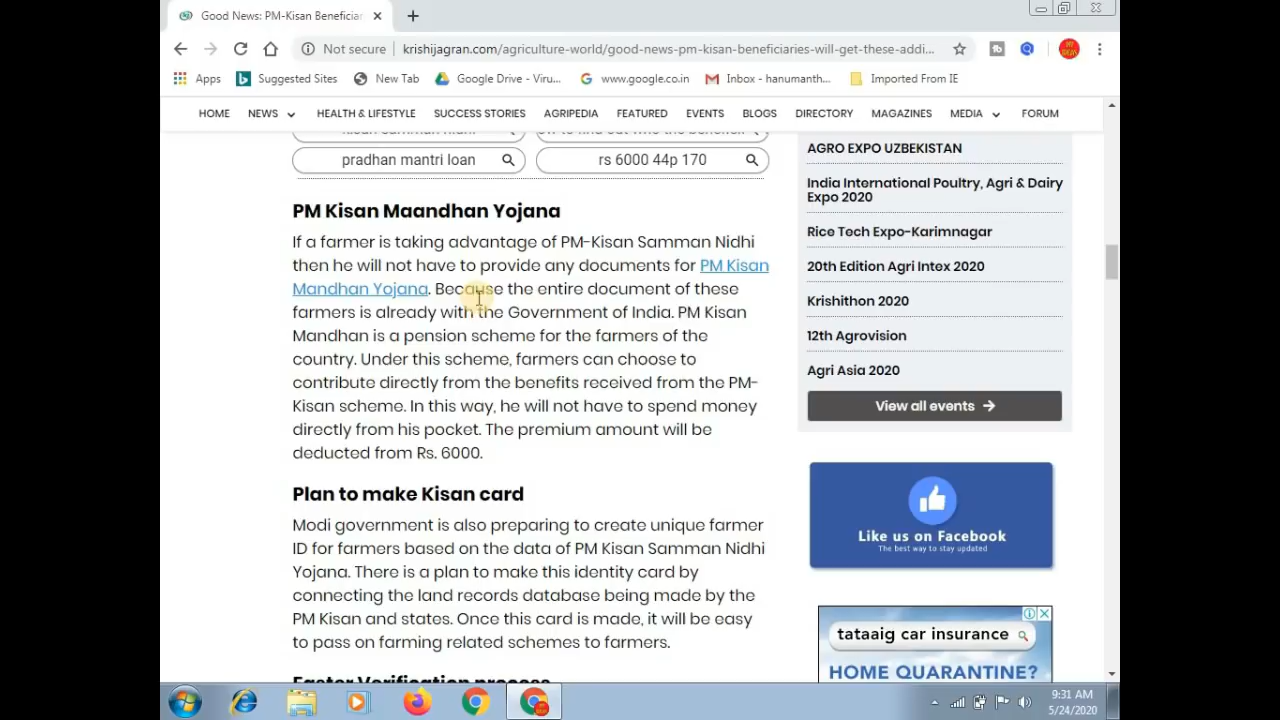 Good News: PM-Kisan Beneficiar
Not secure
krishijagran.com/agriculture-world/good-news-pm-kisan-beneficiaries-will-get-these-addi...
Apps
Suggested Sites
New Tab
Google Drive - Viru...
www.google.co.in
Inbox - hanumanth...
Imported From IE
HOME
NEWS
HEALTH & LIFESTYLE
SUCCESS STORIES
AGRIPEDIA
FEATURED
EVENTS
BLOGS
DIRECTORY
MAGAZINES
MEDIA
FORUM
pradhan mantri loan
rs 6000 44p 170
PM Kisan Maandhan Yojana
If a farmer is taking advantage of PM-Kisan Samman Nidhi
then he will not have to provide any documents for PM Kisan
Mandhan Yojana. Because the entire document of these
farmers is already with the Government of India. PM Kisan
Mandhan is a pension scheme for the farmers of the
country. Under this scheme, farmers can choose to
contribute directly from the benefits received from the PM-
Kisan scheme. In this way, he will not have to spend money
directly from his pocket. The premium amount will be
deducted from Rs. 6000.
Plan to make Kisan card
Modi government is also preparing to create unique farmer
ID for farmers based on the data of PM Kisan Samman Nidhi
Yojana. There is a plan to make this identity card by
connecting the land records database being made by the
PM Kisan and states. Once this card is made, it will be easy
to pass on farming related schemes to farmers.
Faster Verification process
AGRO EXPO UZBEKISTAN
India International Poultry, Agri & Dairy
Expo 2020
Rice Tech Expo-Karimnagar
20th Edition Agri Intex 2020
Krishithon 2020
12th Agrovision
Agri Asia 2020
View all events
Like us on Facebook
The best way to stay updated
tataaig car insurance
HOME QUARANTINE?
9:31 AM
5/24/2020